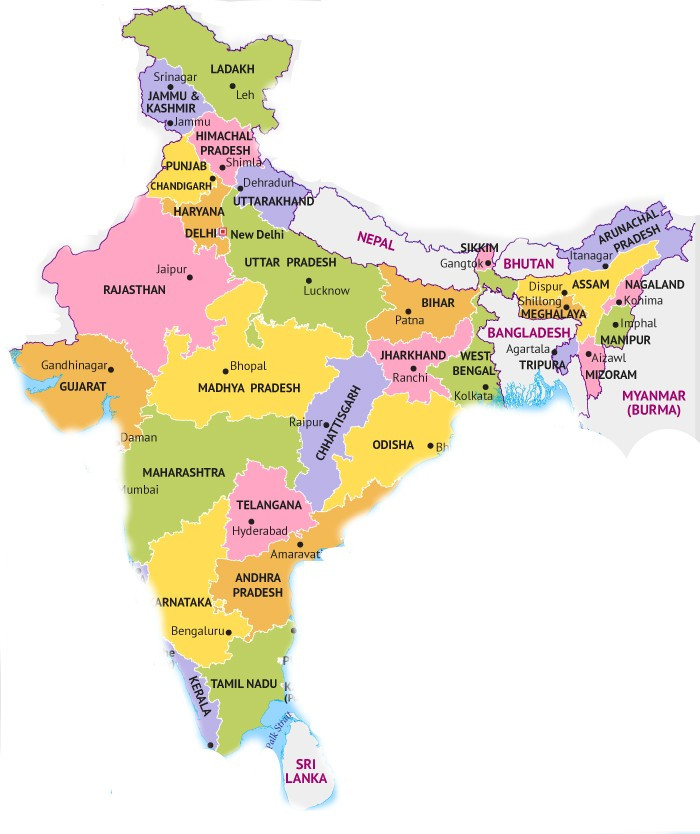 LADAKH
Srinagar
Leh
JAMMU &
KASHMIR
Jammu
HIMACHAL
PRADESH
Shimla
PUNJAB
CHANDIGARH
Dehradun
UTTARAKHAND
HARYANA
DELHI
New Delhi
NEPAL
SIKKIM
Gangtok
BHUTAN
ARUNACHAL
PRADESH
Itanagar
UTTAR PRADESH
Jaipur
RAJASTHAN
Lucknow
BIHAR
Patna
Dispur
ASSAM
NAGALAND
Shillong
Kohima
MEGHALAYA
Imphal
BANGLADESH
MANIPUR
Agartala
Aizawl
TRIPURA
MIZORAM
JHARKHAND
Ranchi
WEST
BENGAL
Kolkata
MYANMAR
(BURMA)
Gandhinagar
GUJARAT
Bhopal
MADHYA PRADESH
Raipur
CHHATTISGARH
Daman
ODISHA
Bh
MAHARASHTRA
umbai
TELANGANA
Hyderabad
Amaravat
ANDHRA
PRADESH
ARNATAKA
Bengaluru
KERALA
TAMIL NADU
(P
Palk Strait
SRI
LANKA